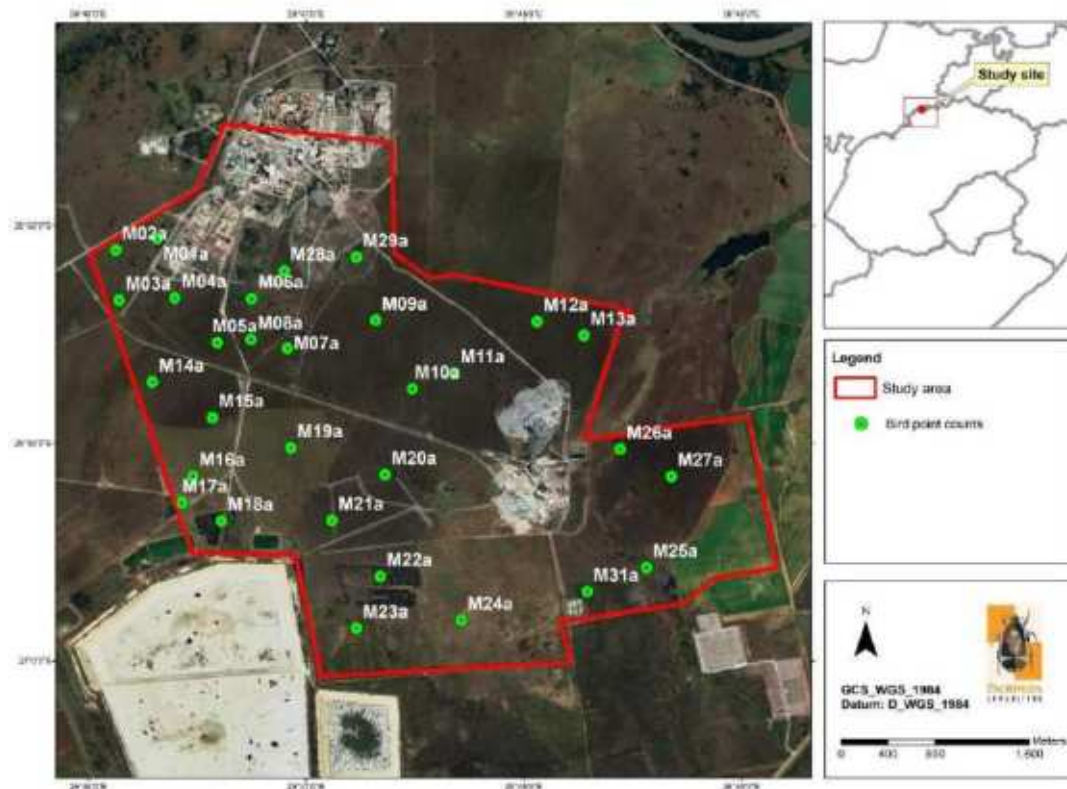 Study site
M02a
M01a
M29a
M28a
M03a
M04a
M06a
M09a
M12a
M13a
M05a
M08a
M07a
M14a
M10a
M11a
M15a
M19a
M26a
M16a
M20a
M27a
M17a
M18a
M21a
M22a
M25a
M31a
M23a
M24a
Legend
Study area
Bird point counts
N
GCS_WGS_1984
Datum: D_WGS_1984
Meters
0 400 800 1,600